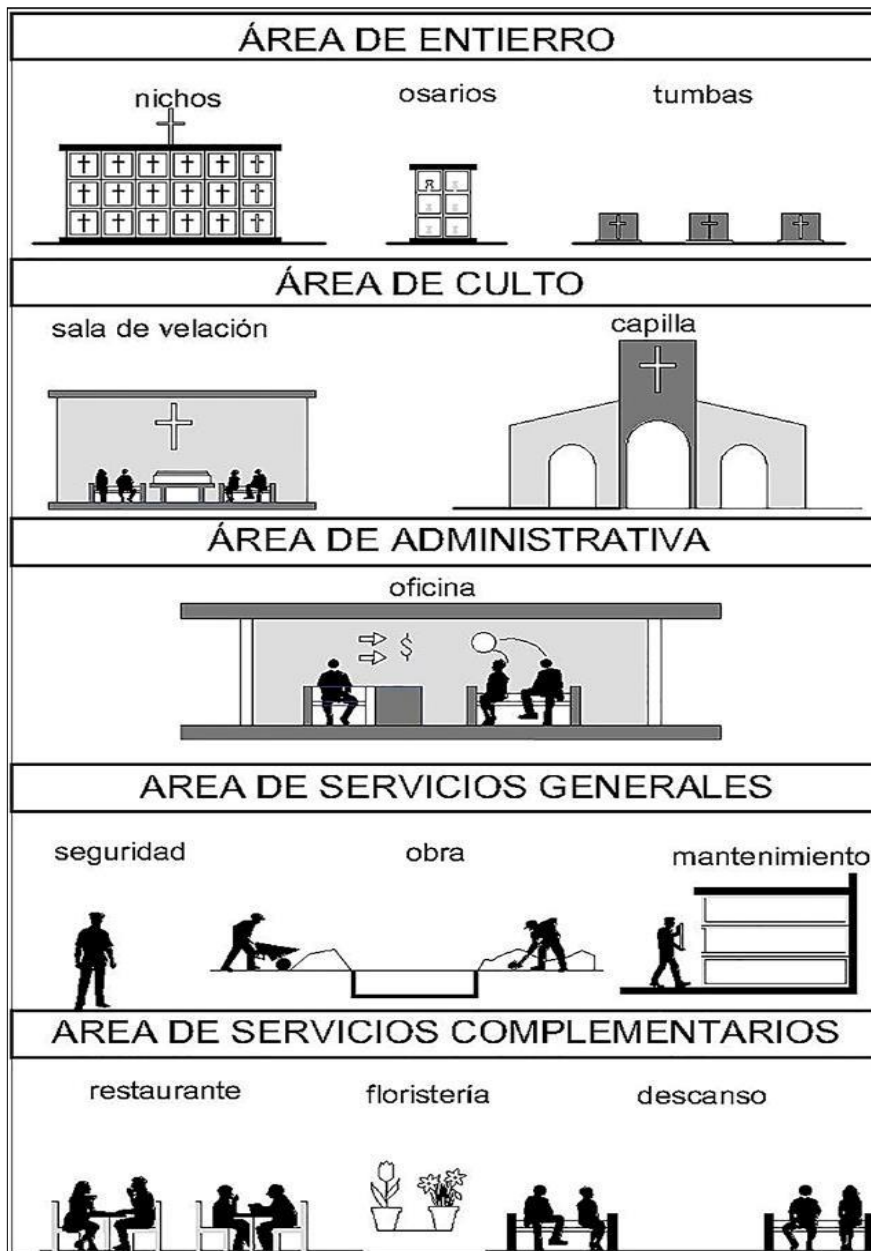 ÁREA DE ENTIERRO
nichos osarios tumbas
ÁREA DE CULTO
sala de velación capilla
ÁREA DE ADMINISTRATIVA
oficina
$
AREA DE SERVICIOS GENERALES
seguridad obra mantenimiento
AREA DE SERVICIOS COMPLEMENTARIOS
restaurante floristería descanso